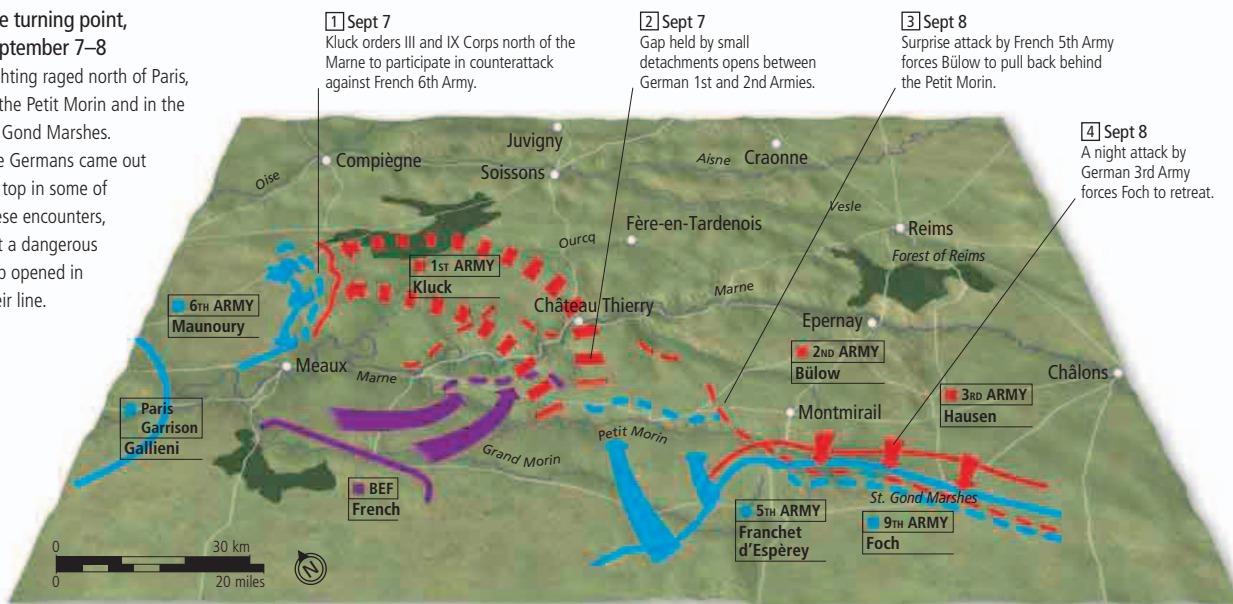 e turning point,
ptember 7–8
hting raged north of Paris,
the Petit Morin and in the
Gond Marshes.
e Germans came out
top in some of
ese encounters,
t a dangerous
p opened in
eir line.
1 Sept 7
Kluck orders III and IX Corps north of the
Marne to participate in counterattack
against French 6th Army.
2 Sept 7
Gap held by small
detachments opens between
German 1st and 2nd Armies.
3 Sept 8
Surprise attack by French 5th Army
forces Bülow to pull back behind
the Petit Morin.
4 Sept 8
A night attack by
German 3rd Army
forces Foch to retreat.
Juvigny
Compiègne
Soissons
Aisne
Craonne
Oise
Vesle
Fère-en-Tardenois
Reims
Ourcq
Forest of Reims
1ST ARMY
Kluck
Marne
6TH ARMY
Maunoury
Château Thierry
Epernay
2ND ARMY
Bülow
Meaux
Marne
Châlons
3RD ARMY
Hausen
Paris
Garrison
Gallieni
Montmirail
Petit Morin
Grand Morin
BEF
French
St. Gond Marshes
5TH ARMY
Franchet
d'Espèrey
9TH ARMY
Foch
0 30 km
0 20 miles
N